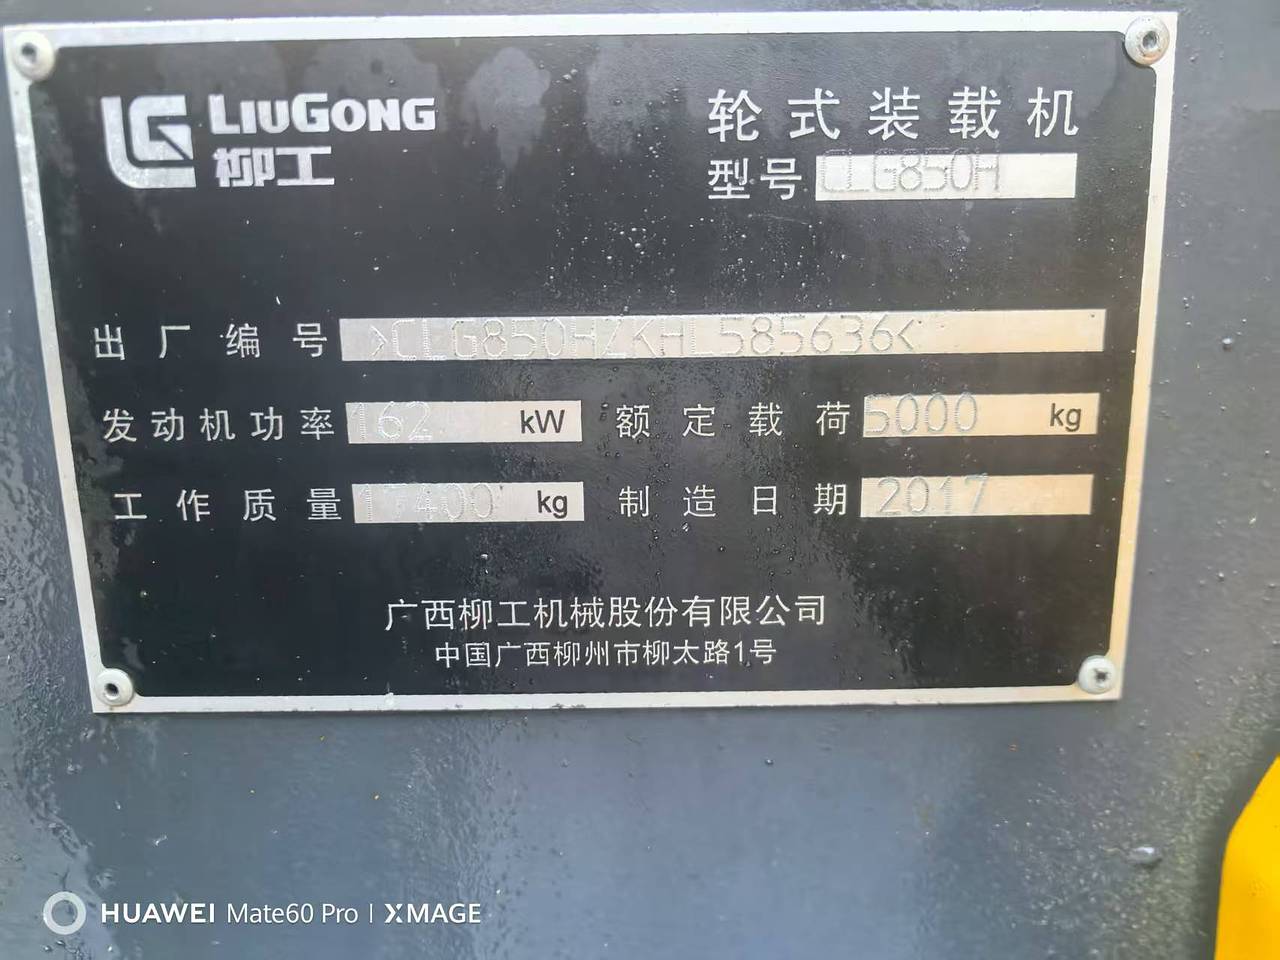 LIUGONG
柳工
轮式装载机
型号 CLG850H
出厂编号 >CLG850HZKHL585636<
发动机功率 162 kW 额定载荷 5000 kg
工作质量 17400 kg 制造日期 2017
广西柳工机械股份有限公司
中国广西柳州市柳太路1号
HUAWEI Mate60 Pro | XMAGE